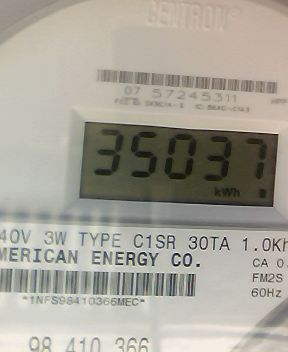 CENTRON®
07 57245311
35037
kWh
40V 3W TYPE C1SR 30TA 1.0Kh
MERICAN ENERGY CO.
CA 0.
FM2S
60Hz
*1NFS98410366MEC*
98 410 366